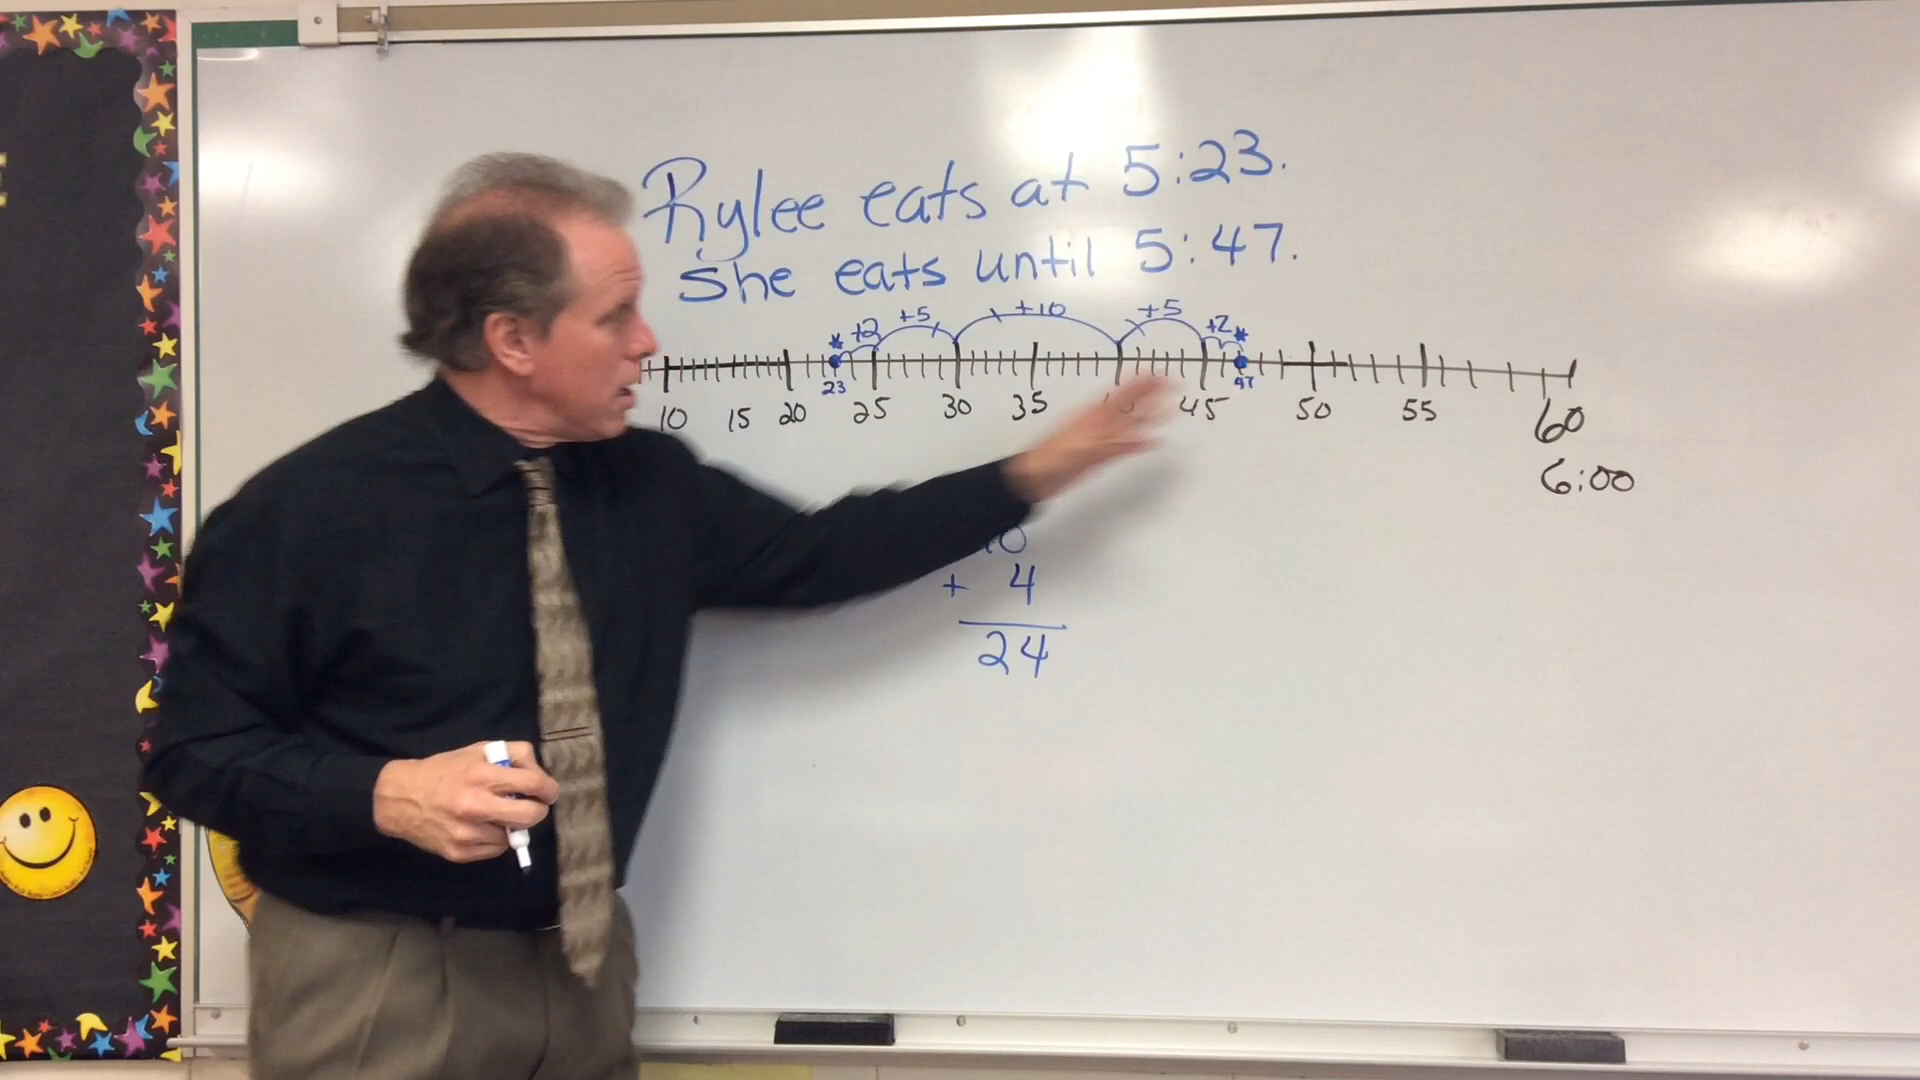 Rylee eats at 5:23.
She eats until 5:47.
+2 +5 +10 +5 +2
* *
23 47
10 15 20 25 30 35 45 50 55 60
6:00
+ 4
24